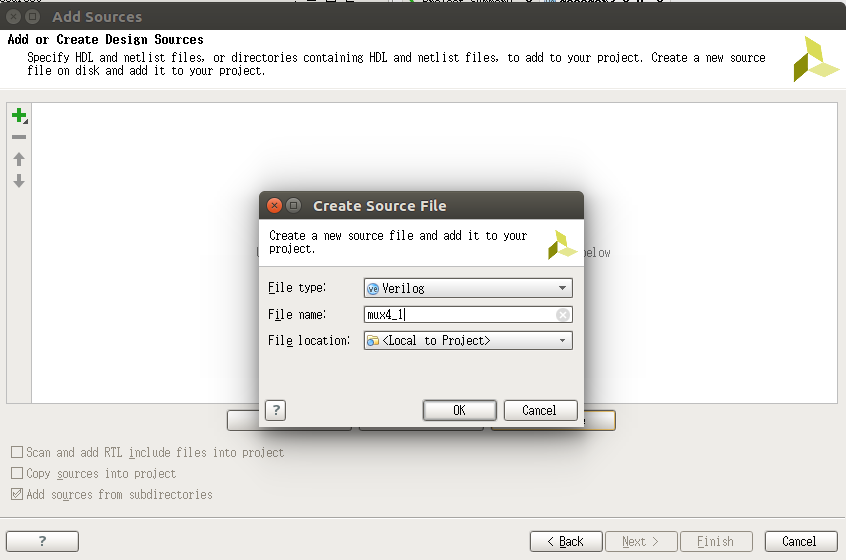 Add Sources
Add or Create Design Sources
Specify HDL and netlist files, or directories containing HDL and netlist files, to add to your project. Create a new source
file on disk and add it to your project.
Create Source File
Create a new source file and add it to your
project.
below
File type: Verilog
File name: mux4_1
File location: <Local to Project>
? OK Cancel
Scan and add RTL include files into project
Copy sources into project
Add sources from subdirectories
? < Back Next > Finish Cancel